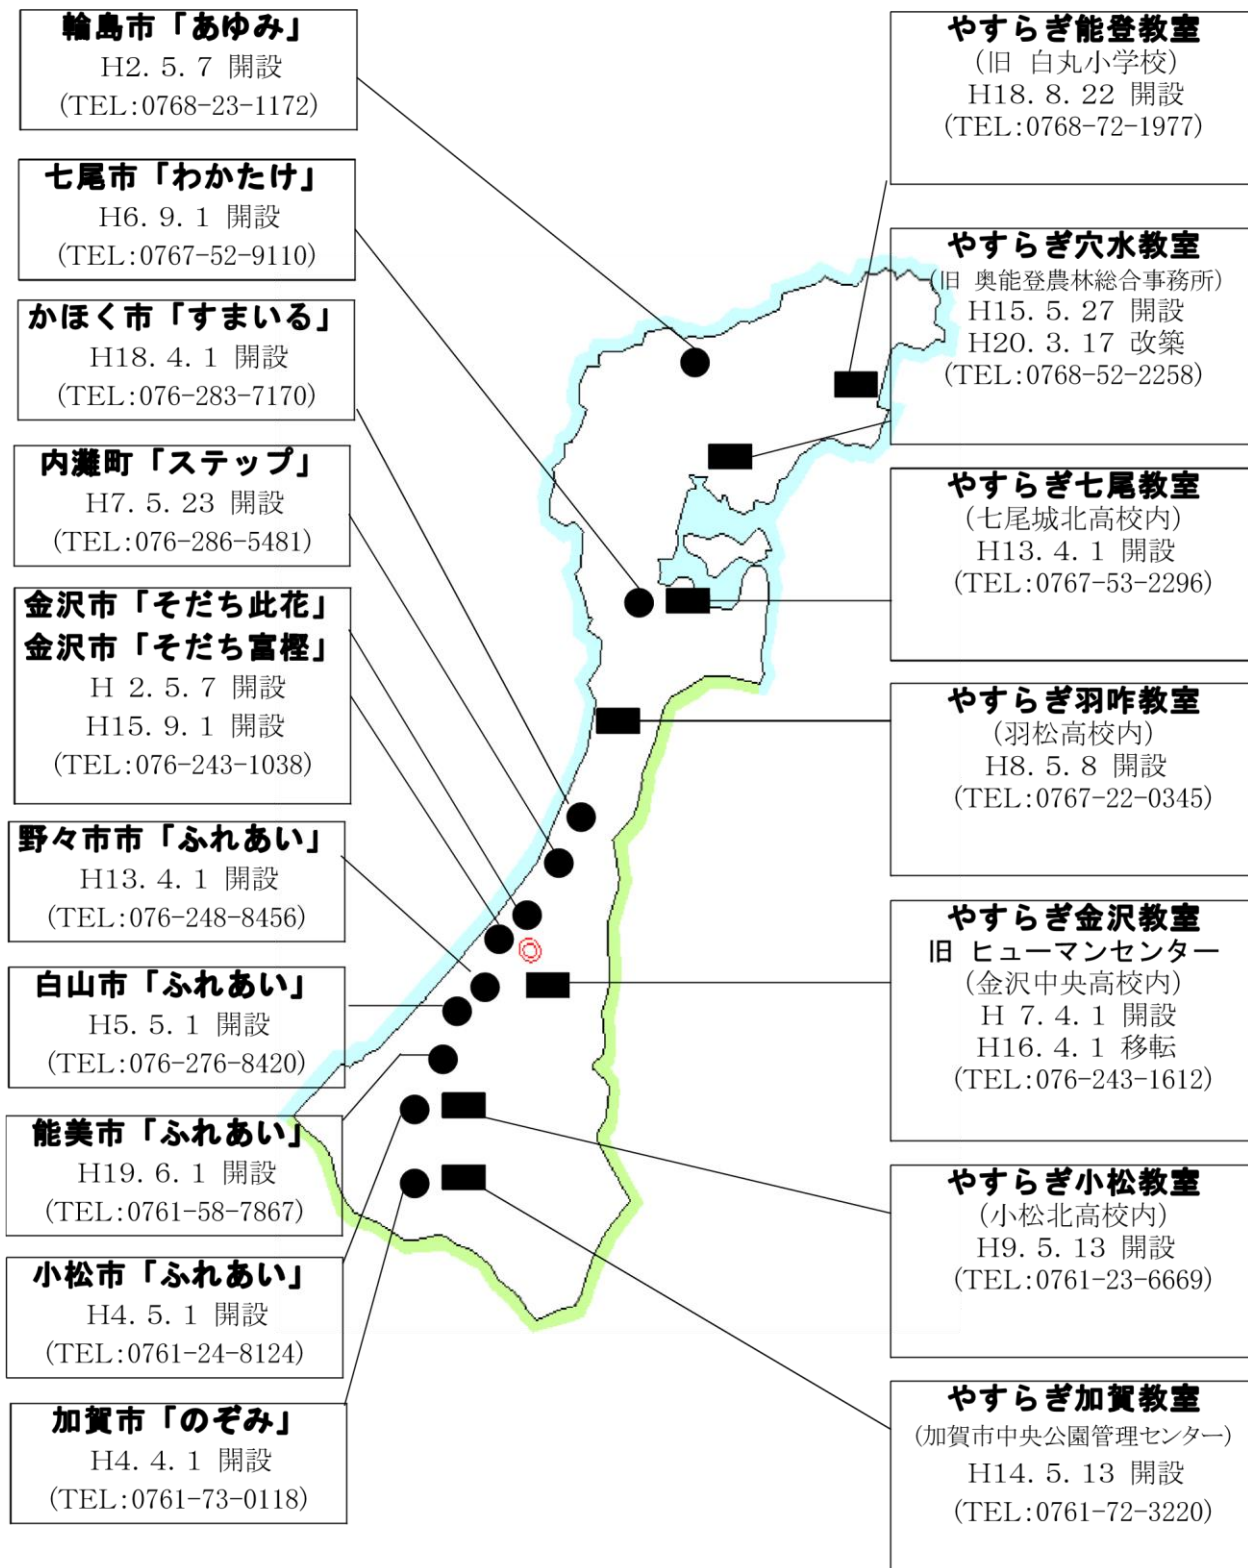 輪島市「あゆみ」
H2. 5. 7 開設
(TEL:0768-23-1172)
七尾市「わかたけ」
H6. 9. 1 開設
(TEL:0767-52-9110)
かほく市「すまいる」
H18. 4. 1 開設
(TEL:076-283-7170)
内灘町「ステップ」
H7. 5. 23 開設
(TEL:076-286-5481)
金沢市「そだち此花」
金沢市「そだち富樫」
H 2. 5. 7 開設
H15. 9. 1 開設
(TEL:076-243-1038)
野々市市「ふれあい」
H13. 4. 1 開設
(TEL:076-248-8456)
白山市「ふれあい」
H5. 5. 1 開設
(TEL:076-276-8420)
能美市「ふれあい」
H19. 6. 1 開設
(TEL:0761-58-7867)
小松市「ふれあい」
H4. 5. 1 開設
(TEL:0761-24-8124)
加賀市「のぞみ」
H4. 4. 1 開設
(TEL:0761-73-0118)
やすらぎ能登教室
(旧 白丸小学校)
H18. 8. 22 開設
(TEL:0768-72-1977)
やすらぎ穴水教室
(旧 奥能登農林総合事務所)
H15. 5. 27 開設
H20. 3. 17 改築
(TEL:0768-52-2258)
やすらぎ七尾教室
(七尾城北高校内)
H13. 4. 1 開設
(TEL:0767-53-2296)
やすらぎ羽咋教室
(羽松高校内)
H8. 5. 8 開設
(TEL:0767-22-0345)
やすらぎ金沢教室
旧 ヒューマンセンター
(金沢中央高校内)
H 7. 4. 1 開設
H16. 4. 1 移転
(TEL:076-243-1612)
やすらぎ小松教室
(小松北高校内)
H9. 5. 13 開設
(TEL:0761-23-6669)
やすらぎ加賀教室
(加賀市中央公園管理センター)
H14. 5. 13 開設
(TEL:0761-72-3220)